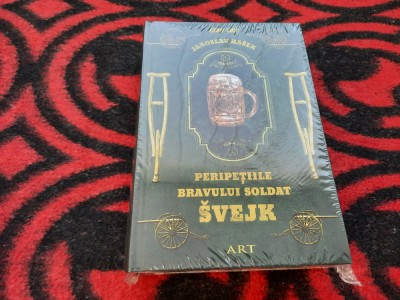 JAROSLAV HAŠEK
PERIPEȚIILE
BRAVULUI SOLDAT
ŠVEJK
ART